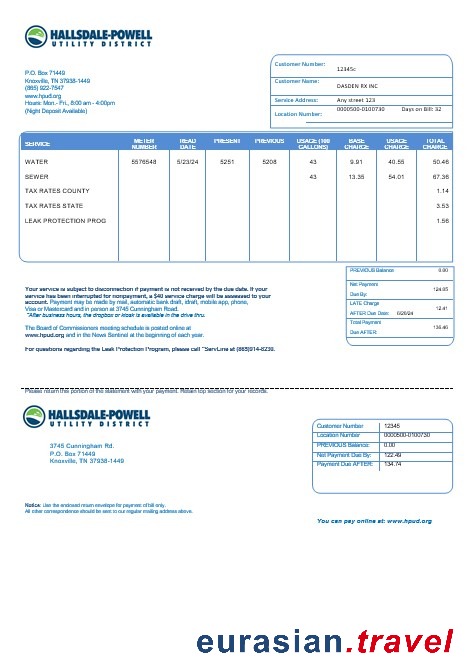 HALLSDALE-POWELL
UTILITY DISTRICT
P.O. Box 71449
Knoxville, TN 37938-1449
(865) 922-7547
www.hpud.org
Hours: Mon - Fri., 8:00 am - 4:00pm
(Night Deposit Available)
Customer Number: 12345c
Customer Name: DASDEN RX INC
Service Address: Any street 123
Location Number: 0000500-0100730 Days on Bill: 32
SERVICE METER NUMBER READ DATE PRESENT PREVIOUS USAGE (100 GALLONS) BASE CHARGE USAGE CHARGE TOTAL CHARGE
WATER 5576548 5/23/24 5251 5208 43 9.91 40.55 50.46
SEWER 43 13.35 54.01 67.36
TAX RATES COUNTY 1.14
TAX RATES STATE 3.53
LEAK PROTECTION PROG 1.56
PREVIOUS Balance 0.00
Net Payment Due By: 124.05
LATE Charge AFTER Due Date: 6/20/24 12.41
Total Payment Due AFTER: 136.46
Your service is subject to disconnection if payment is not received by the due date. If your
service has been interrupted for nonpayment, a $40 service charge will be assessed to your
account. Payment may be made by mail, automatic bank draft, draft, mobile app, phone,
Visa or Mastercard and in person at 3745 Cunningham Road.
*After business hours, the dropbox or kiosk is available in the drive thru.
The Board of Commissioners meeting schedule is posted online at
www.hpud.org and in the News Sentinel at the beginning of each year.
For questions regarding the Leak Protection Program, please call "ServLine at (865)914-8230.
Please return this portion of the statement with your payment. Retain top section for your records.
HALLSDALE-POWELL
UTILITY DISTRICT
3745 Cunningham Rd.
P.O. Box 71449
Knoxville, TN 37938-1449
Customer Number 12345
Location Number 0000500-0100730
PREVIOUS Balance: 0.00
Net Payment Due By: 122.49
Payment Due AFTER: 134.74
Notice: Use the enclosed return envelope for payment of bill only.
All other correspondence should be sent to our regular mailing address above.
You can pay online at: www.hpud.org
eurasian.travel